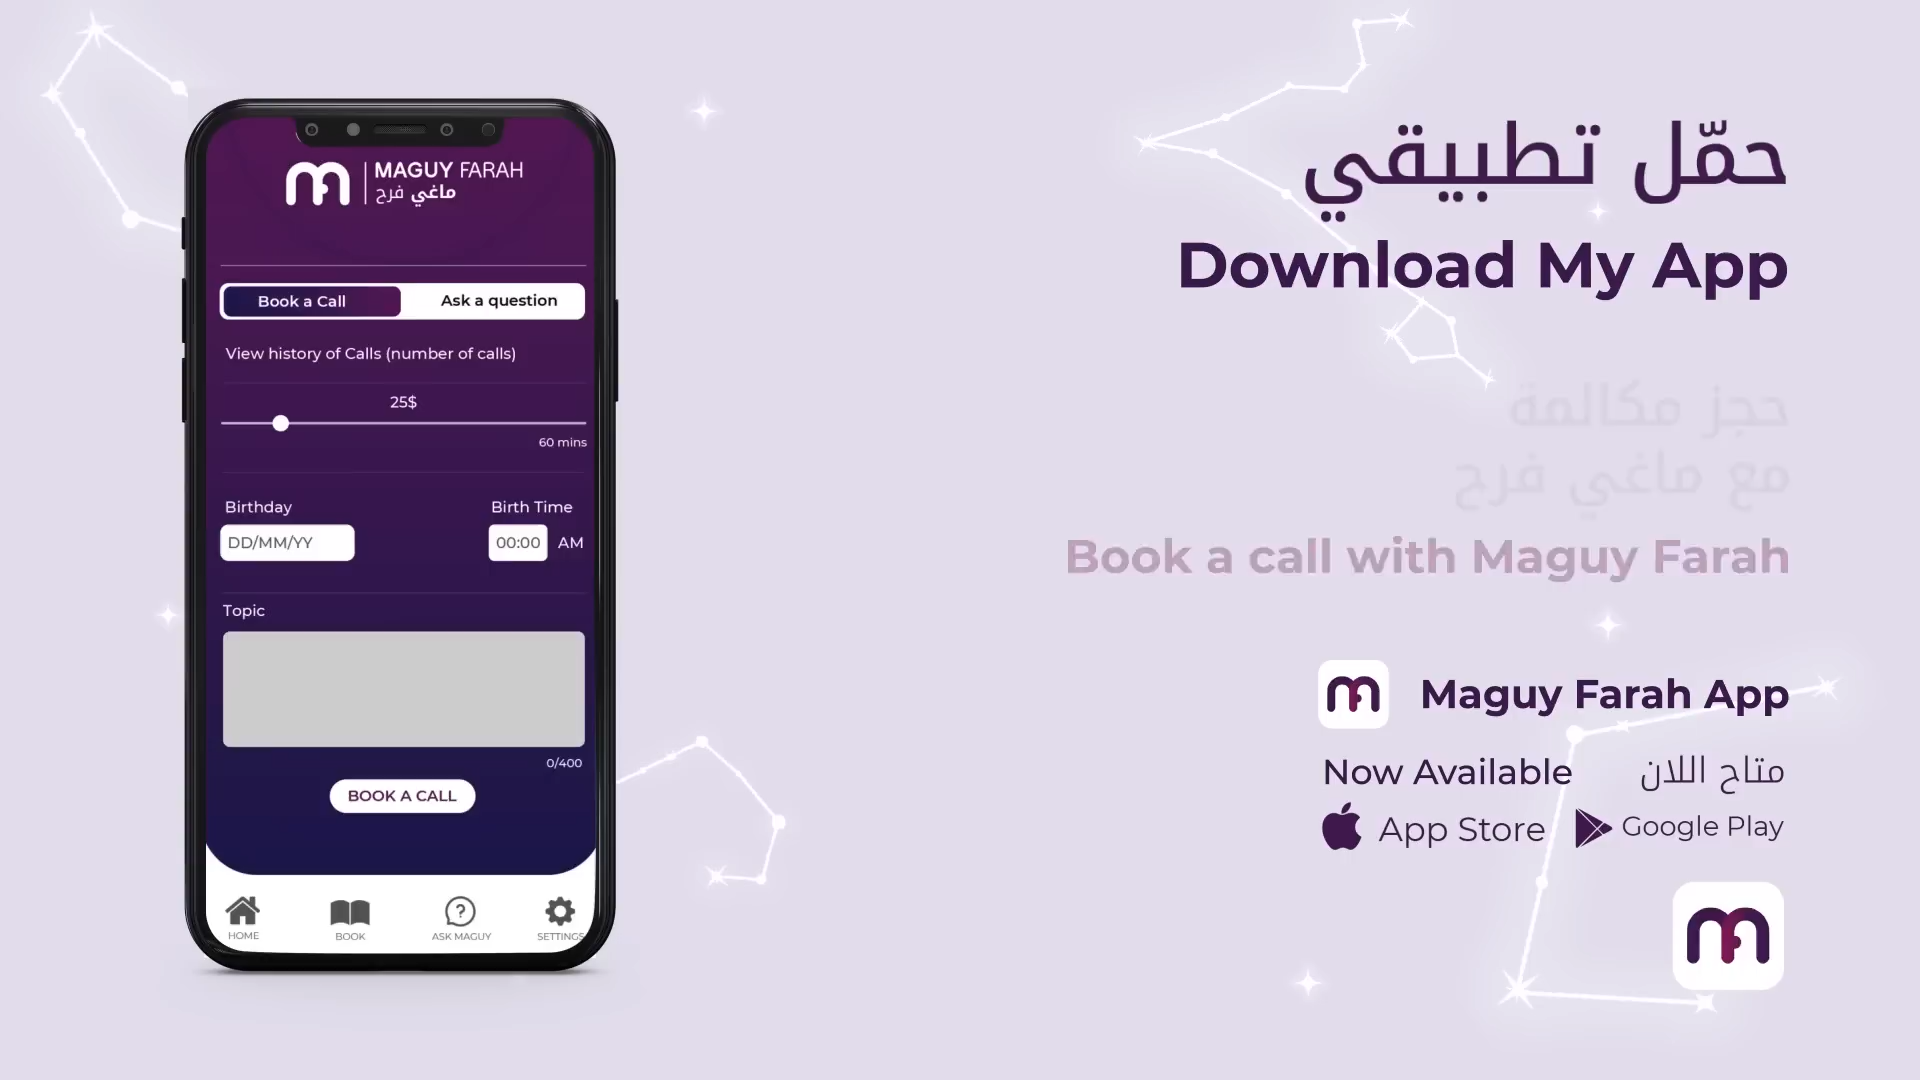 MAGUY FARAH
ماغي فرح
Book a Call
Ask a question
View history of Calls (number of calls)
25$
60 mins
Birthday
Birth Time
DD/MM/YY
00:00 AM
Topic
0/400
BOOK A CALL
HOME
BOOK
ASK MAGUY
SETTINGS
حمّل تطبيقي
Download My App
حجز مكالمة
مع ماغي فرح
Book a call with Maguy Farah
Maguy Farah App
Now Available
متاح اللان
App Store
Google Play